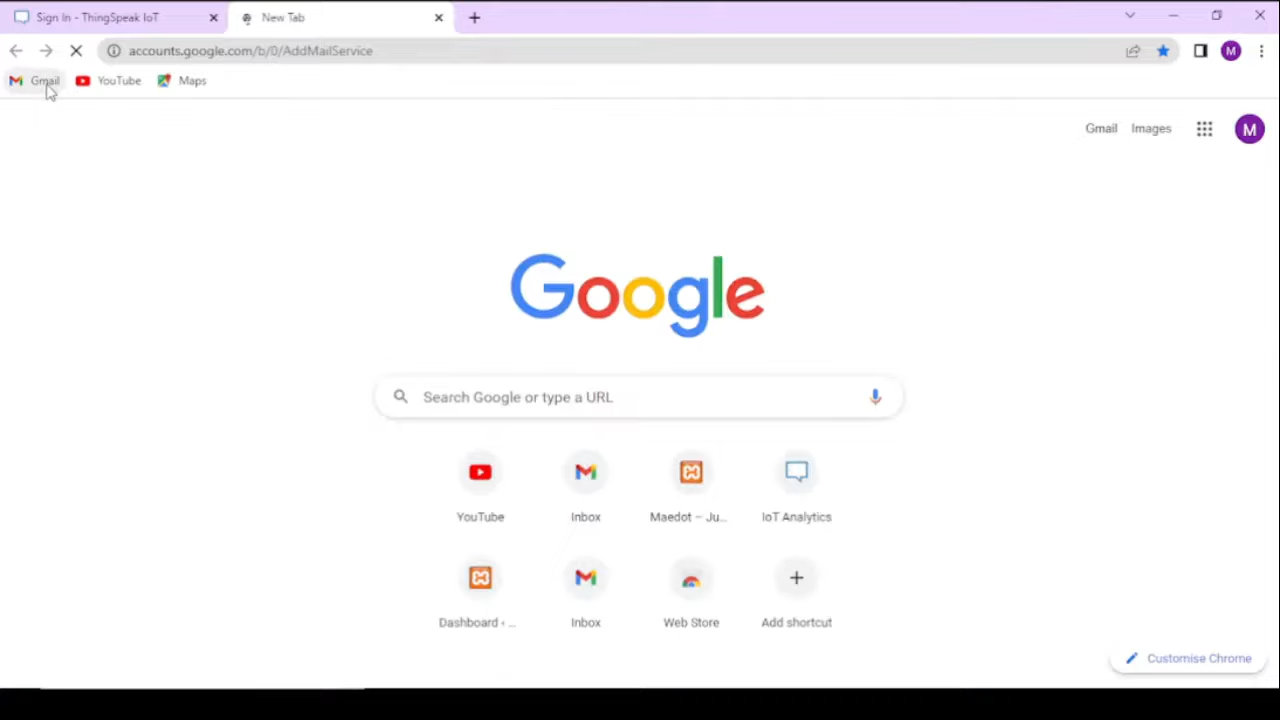 Sign In - ThingSpeak IoT
New Tab
accounts.google.com/b/0/AddMailService
M
Gmail
YouTube
Maps
Gmail
Images
M
Google
Search Google or type a URL
YouTube
Inbox
Maedot – Ju...
IoT Analytics
Dashboard ‹ ...
Inbox
Web Store
Add shortcut
Customise Chrome